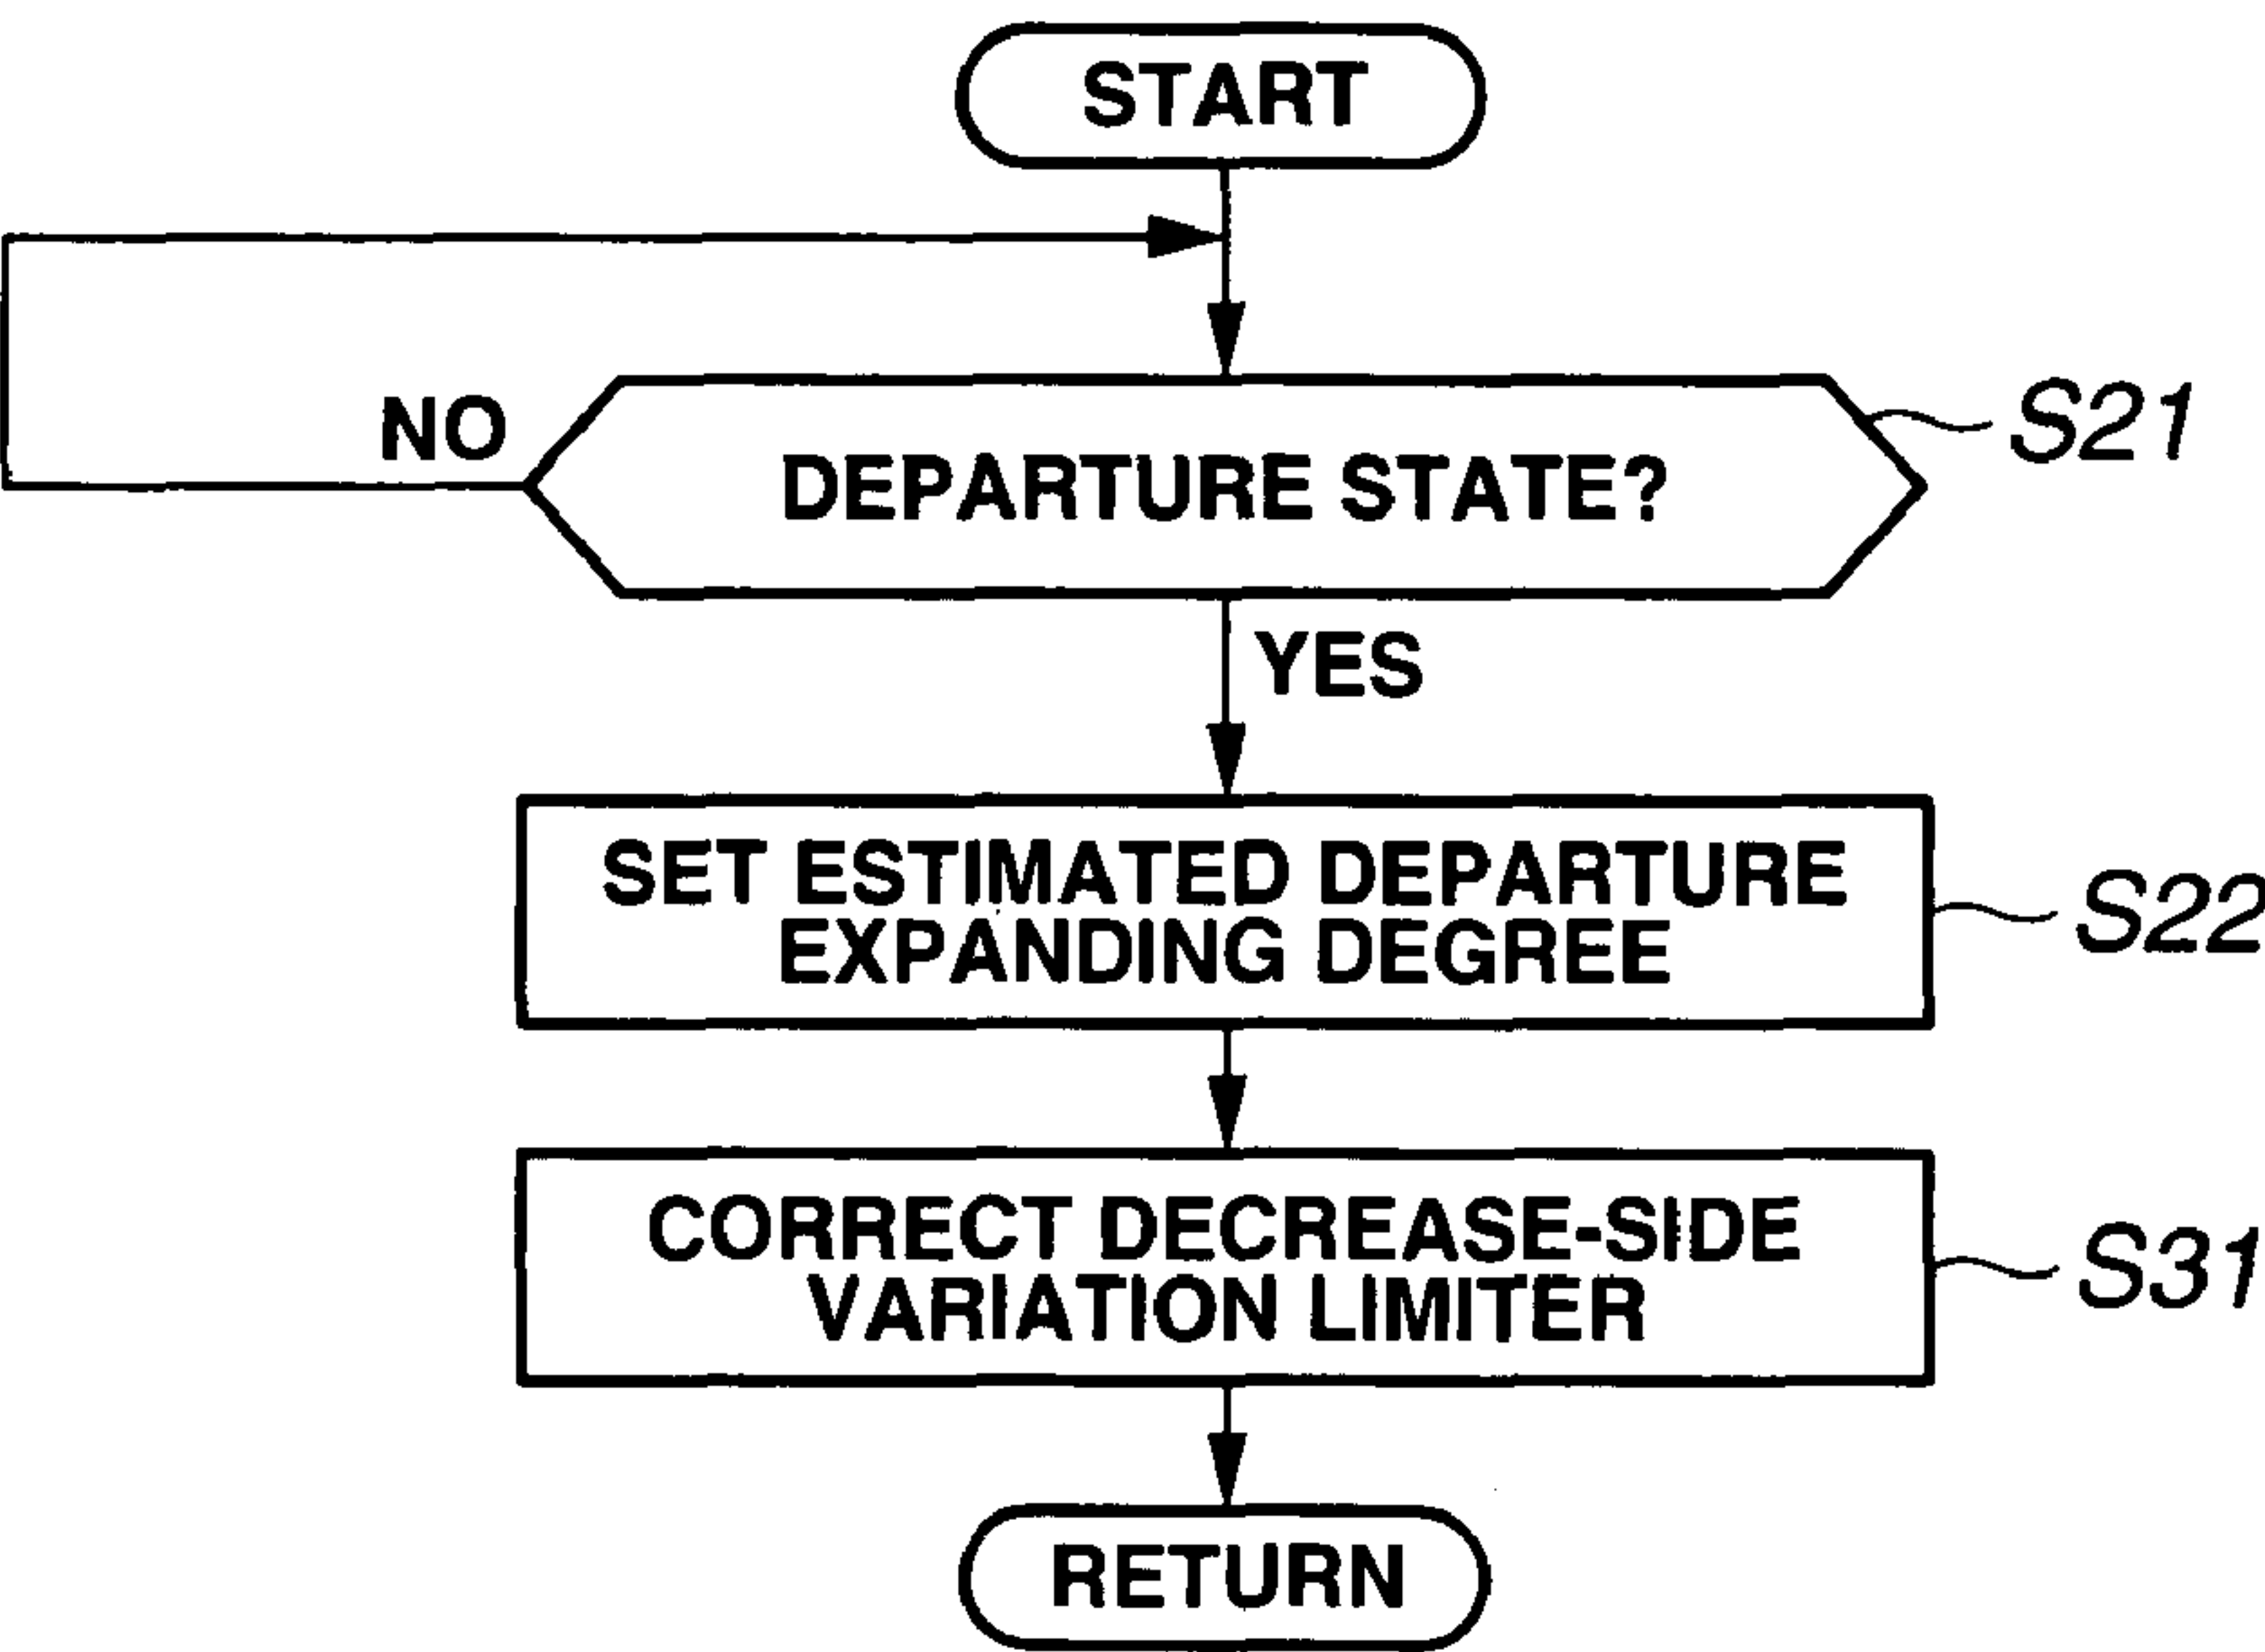 START
NO
DEPARTURE STATE?
S21
YES
SET ESTIMATED DEPARTURE
EXPANDING DEGREE
S22
CORRECT DECREASE-SIDE
VARIATION LIMITER
S31
RETURN